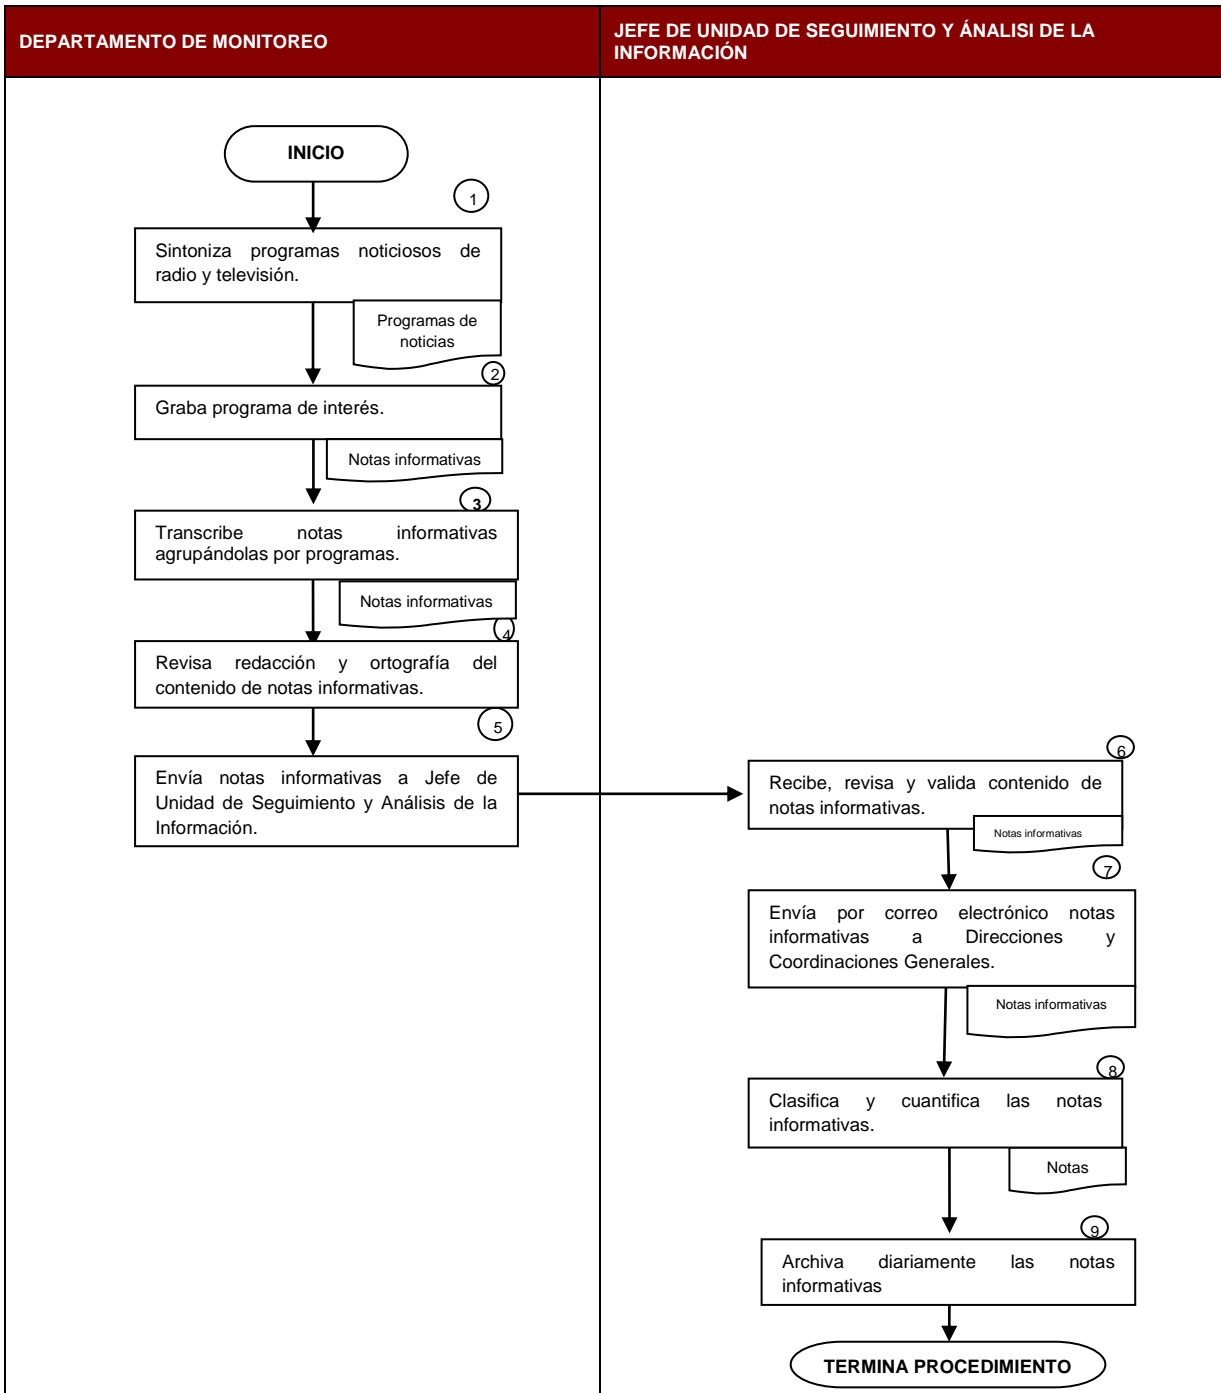 DEPARTAMENTO DE MONITOREO
JEFE DE UNIDAD DE SEGUIMIENTO Y ÁNALISI DE LA
INFORMACIÓN
INICIO
1
Sintoniza programas noticiosos de
radio y televisión.
Programas de
noticias
2
Graba programa de interés.
Notas informativas
3
Transcribe notas informativas
agrupándolas por programas.
Notas informativas
4
Revisa redacción y ortografía del
contenido de notas informativas.
5
Envía notas informativas a Jefe de
Unidad de Seguimiento y Análisis de la
Información.
6
Recibe, revisa y valida contenido de
notas informativas.
Notas informativas
7
Envía por correo electrónico notas
informativas a Direcciones y
Coordinaciones Generales.
Notas informativas
8
Clasifica y cuantifica las notas
informativas.
Notas
9
Archiva diariamente las notas
informativas
TERMINA PROCEDIMIENTO